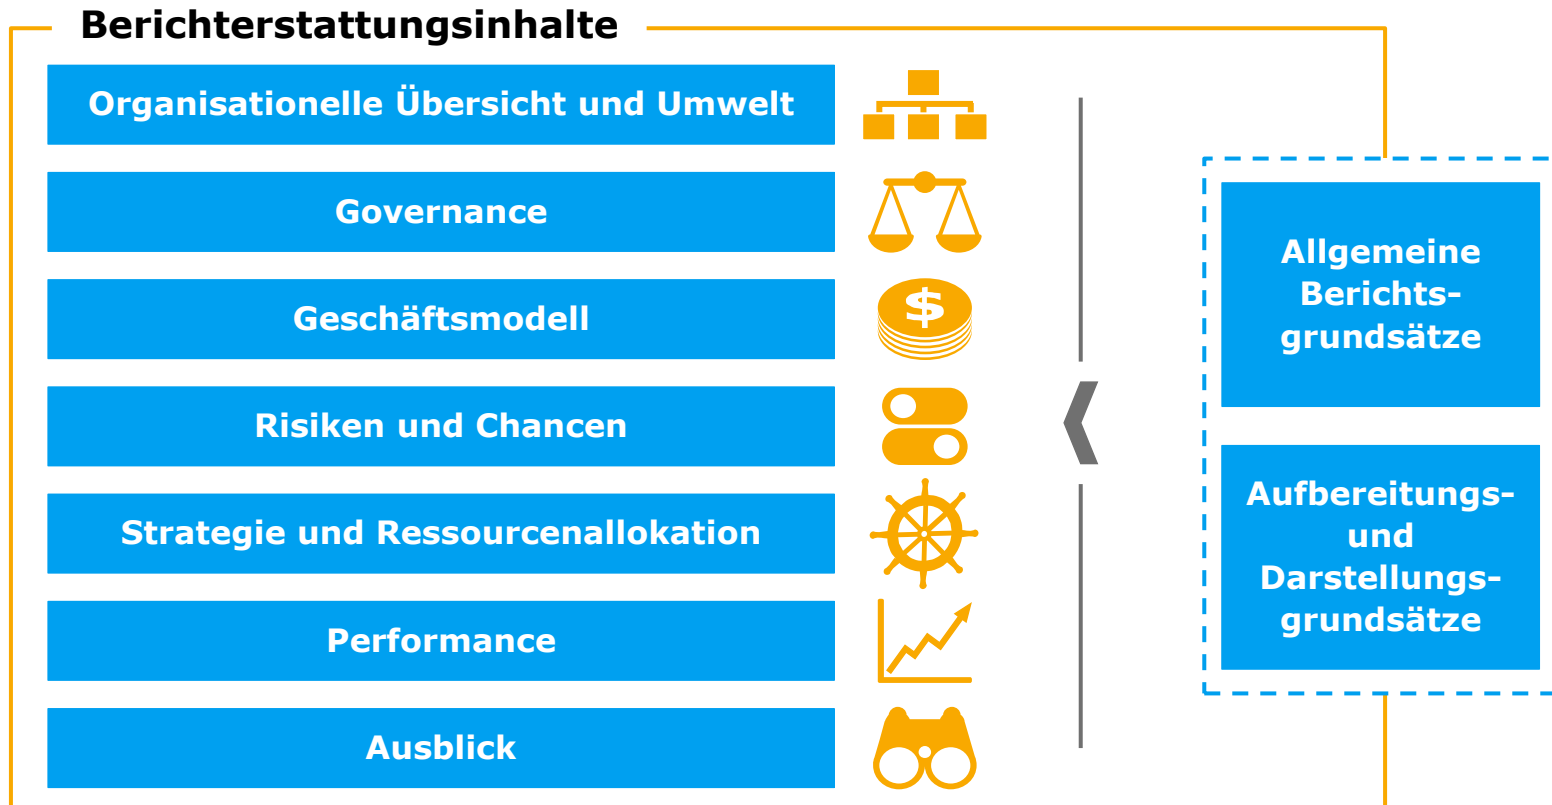 Berichterstattungsinhalte
Organisationelle Übersicht und Umwelt
Governance
Geschäftsmodell
$
Risiken und Chancen
Strategie und Ressourcenallokation
Performance
Ausblick
Allgemeine
Berichts-
grundsätze
Aufbereitungs-
und
Darstellungs-
grundsätze